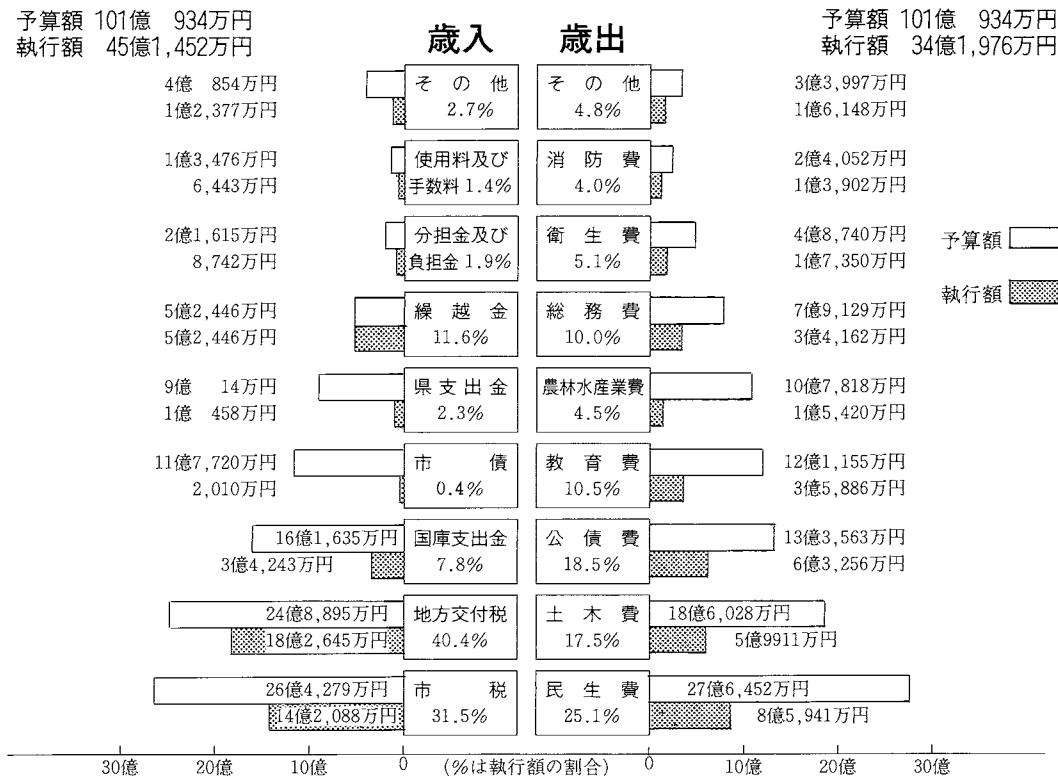 予算額 101億 934万円
執行額 45億1,452万円
歳入 歳出
予算額 101億 934万円
執行額 34億1,976万円
4億 854万円
1億2,377万円
その他
2.7%
その他
4.8%
3億3,997万円
1億6,148万円
1億3,476万円
6,443万円
使用料及び
手数料 1.4%
消防費
4.0%
2億4,052万円
1億3,902万円
2億1,615万円
8,742万円
分担金及び
負担金 1.9%
衛生費
5.1%
4億8,740万円
1億7,350万円
予算額
執行額
5億2,446万円
5億2,446万円
繰越金
11.6%
総務費
10.0%
7億9,129万円
3億4,162万円
9億 14万円
1億 458万円
県支出金
2.3%
農林水産業費
4.5%
10億7,818万円
1億5,420万円
11億7,720万円
2,010万円
市債
0.4%
教育費
10.5%
12億1,155万円
3億5,886万円
16億1,635万円
3億4,243万円
国庫支出金
7.8%
公債費
18.5%
13億3,563万円
6億3,256万円
24億8,895万円
18億2,645万円
地方交付税
40.4%
土木費
17.5%
18億6,028万円
5億9911万円
26億4,279万円
14億2,088万円
市税
31.5%
民生費
25.1%
27億6,452万円
8億5,941万円
30億 20億 10億 0 (%は執行額の割合) 0 10億 20億 30億